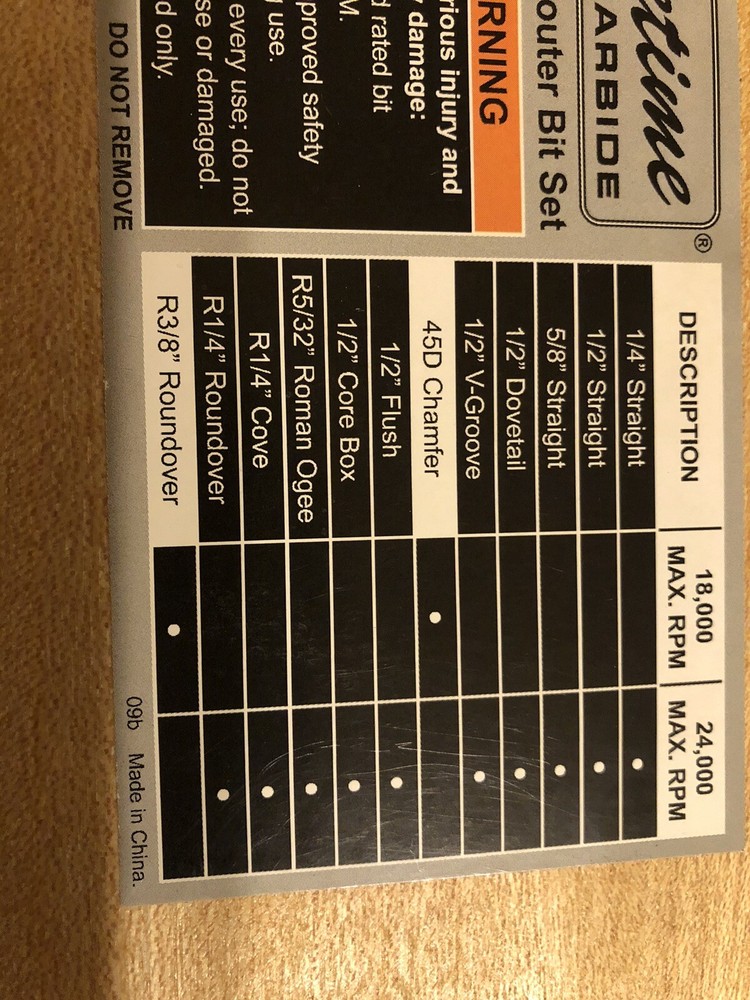 ARBIDE
outer Bit Set
RNING
rious injury and
damage:
d rated bit
M.
proved safety
use.
every use; do not
se or damaged.
d only.
DO NOT REMOVE
®
DESCRIPTION 18,000 MAX. RPM 24,000 MAX. RPM
1/4” Straight •
1/2” Straight •
5/8” Straight •
1/2” Dovetail •
1/2” V-Groove •
45D Chamfer •
1/2” Flush •
1/2” Core Box •
R5/32” Roman Ogee •
R1/4” Cove •
R1/4” Roundover •
R3/8” Roundover •
09b Made in China.